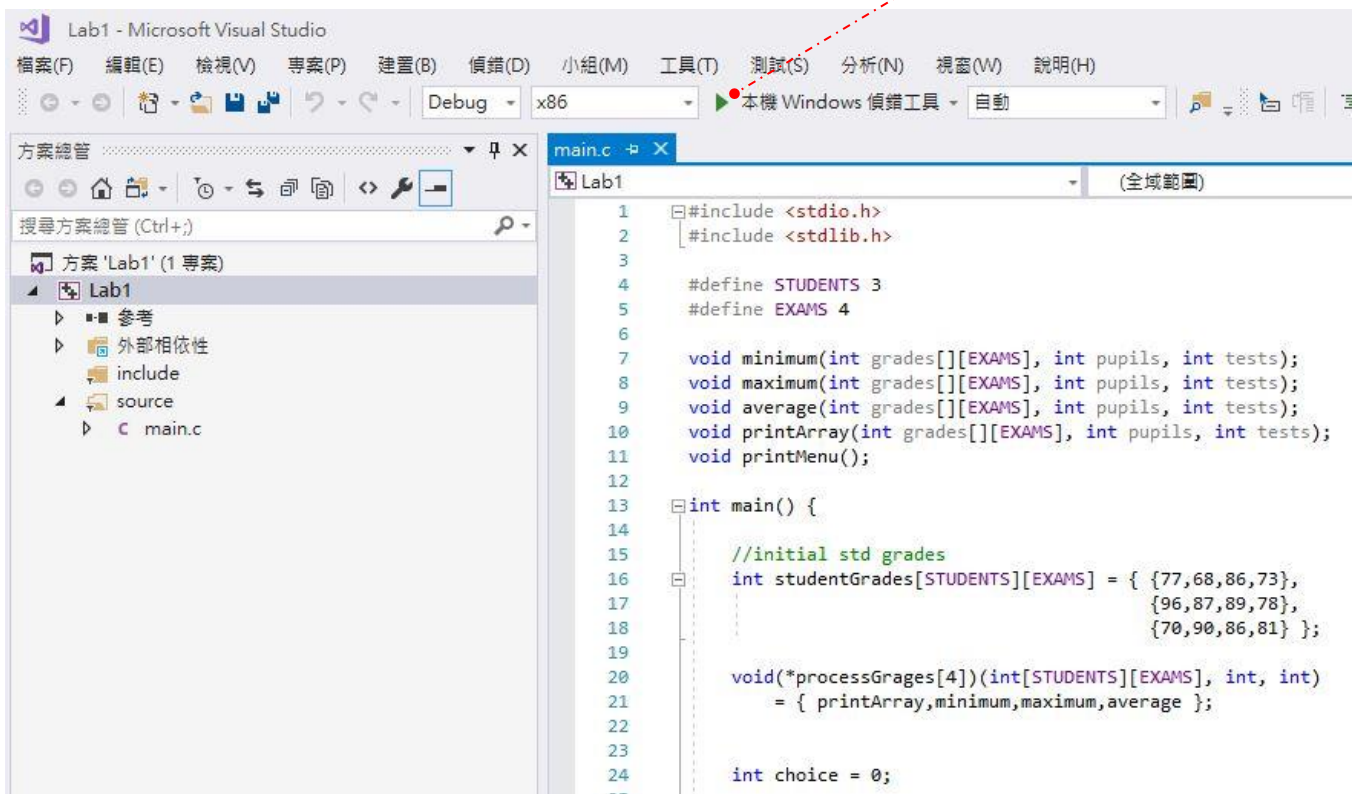 Lab1 - Microsoft Visual Studio
檔案(F) 編輯(E) 檢視(V) 專案(P) 建置(B) 偵錯(D) 小組(M) 工具(T) 測試(S) 分析(N) 視窗(W) 說明(H)
Debug x86 本機 Windows 偵錯工具 自動
方案總管
搜尋方案總管 (Ctrl+;)
方案 'Lab1' (1 專案)
Lab1
參考
外部相依性
include
source
C main.c
main.c
Lab1 (全域範圍)
1 #include <stdio.h>
2 #include <stdlib.h>
3
4 #define STUDENTS 3
5 #define EXAMS 4
6
7 void minimum(int grades[][EXAMS], int pupils, int tests);
8 void maximum(int grades[][EXAMS], int pupils, int tests);
9 void average(int grades[][EXAMS], int pupils, int tests);
10 void printArray(int grades[][EXAMS], int pupils, int tests);
11 void printMenu();
12
13 int main() {
14
15 //initial std grades
16 int studentGrades[STUDENTS][EXAMS] = { {77,68,86,73},
17 {96,87,89,78},
18 {70,90,86,81} };
19
20 void(*processGrages[4])(int[STUDENTS][EXAMS], int, int)
21 = { printArray,minimum,maximum,average };
22
23
24 int choice = 0;